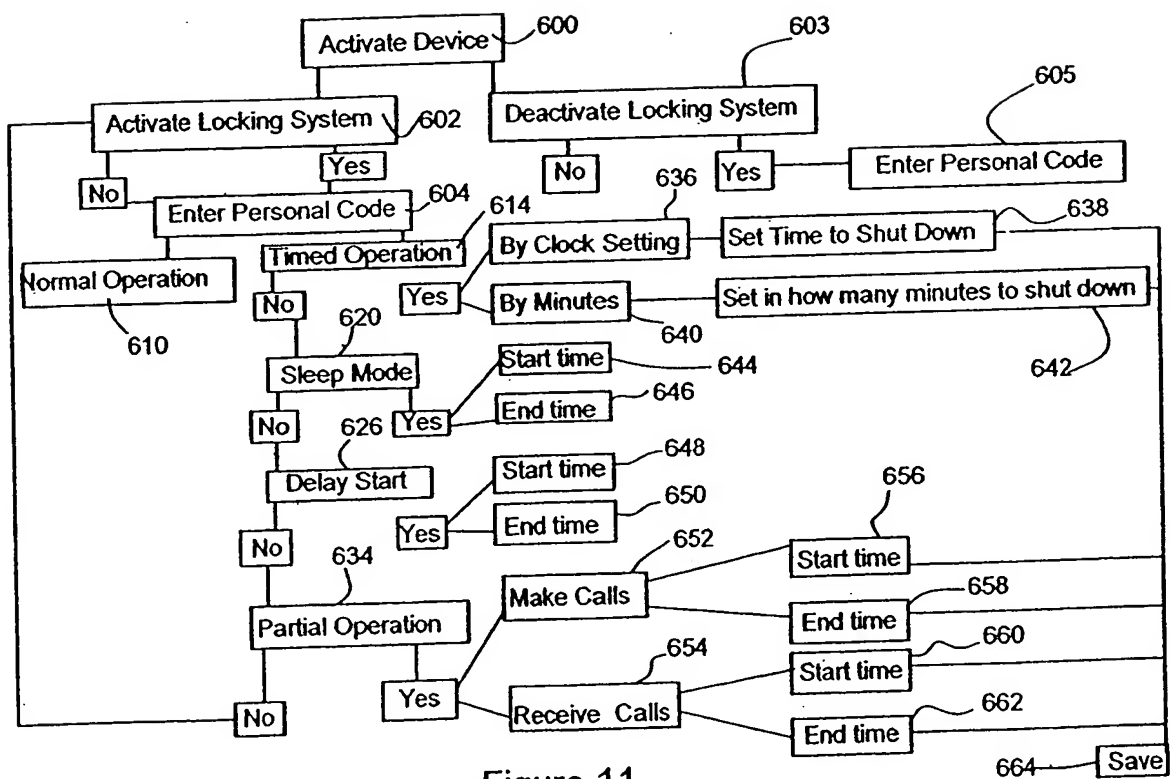 Activate Device
600
603
605
Activate Locking System
602
Deactivate Locking System
No
Yes
No
Yes
Enter Personal Code
Enter Personal Code
604
614
636
638
Normal Operation
610
Timed Operation
By Clock Setting
Set Time to Shut Down
No
Yes
By Minutes
640
Set in how many minutes to shut down
642
620
Sleep Mode
Start time
644
End time
646
No
Yes
626
Delay Start
Start time
648
End time
650
No
Yes
634
Partial Operation
652
Make Calls
656
Start time
658
End time
654
Receive Calls
660
Start time
662
End time
No
Yes
664
Save
Figure 11